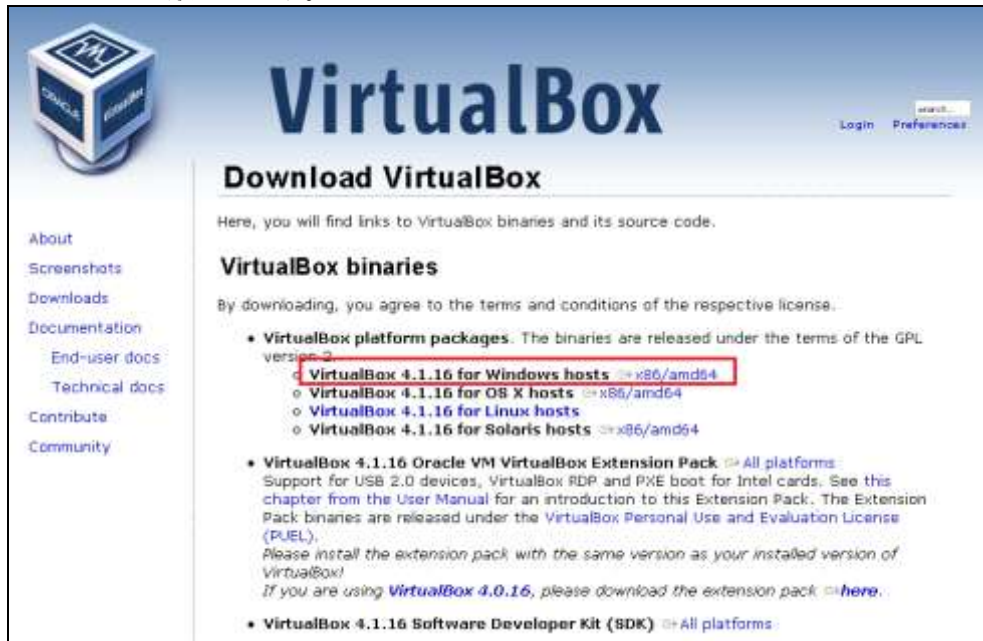 VirtualBox
search...
Login Preferences
Download VirtualBox
Here, you will find links to VirtualBox binaries and its source code.
About
Screenshots
Downloads
Documentation
End-user docs
Technical docs
Contribute
Community
VirtualBox binaries
By downloading, you agree to the terms and conditions of the respective license.
• VirtualBox platform packages. The binaries are released under the terms of the GPL
version 2.
o VirtualBox 4.1.16 for Windows hosts x86/amd64
o VirtualBox 4.1.16 for OS X hosts x86/amd64
o VirtualBox 4.1.16 for Linux hosts
o VirtualBox 4.1.16 for Solaris hosts x86/amd64
• VirtualBox 4.1.16 Oracle VM VirtualBox Extension Pack All platforms
Support for USB 2.0 devices, VirtualBox RDP and PXE boot for Intel cards. See this
chapter from the User Manual for an introduction to this Extension Pack. The Extension
Pack binaries are released under the VirtualBox Personal Use and Evaluation License
(PUEL).
Please install the extension pack with the same version as your installed version of
VirtualBox!
If you are using VirtualBox 4.0.16, please download the extension pack here.
• VirtualBox 4.1.16 Software Developer Kit (SDK) All platforms